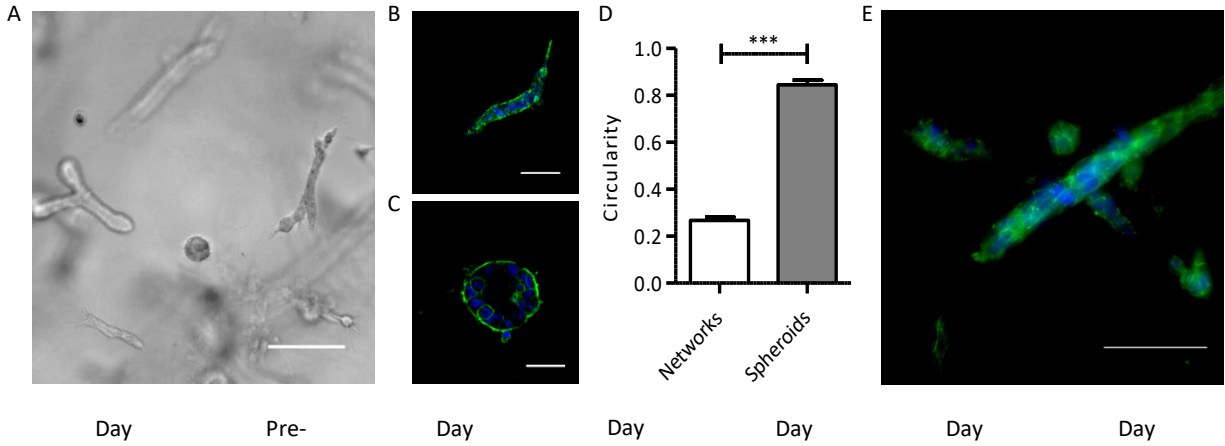 A
B
C
D
***
Circularity
1.0
0.8
0.6
0.4
0.2
0.0
Networks
Spheroids
E
Day Pre- Day Day Day Day Day